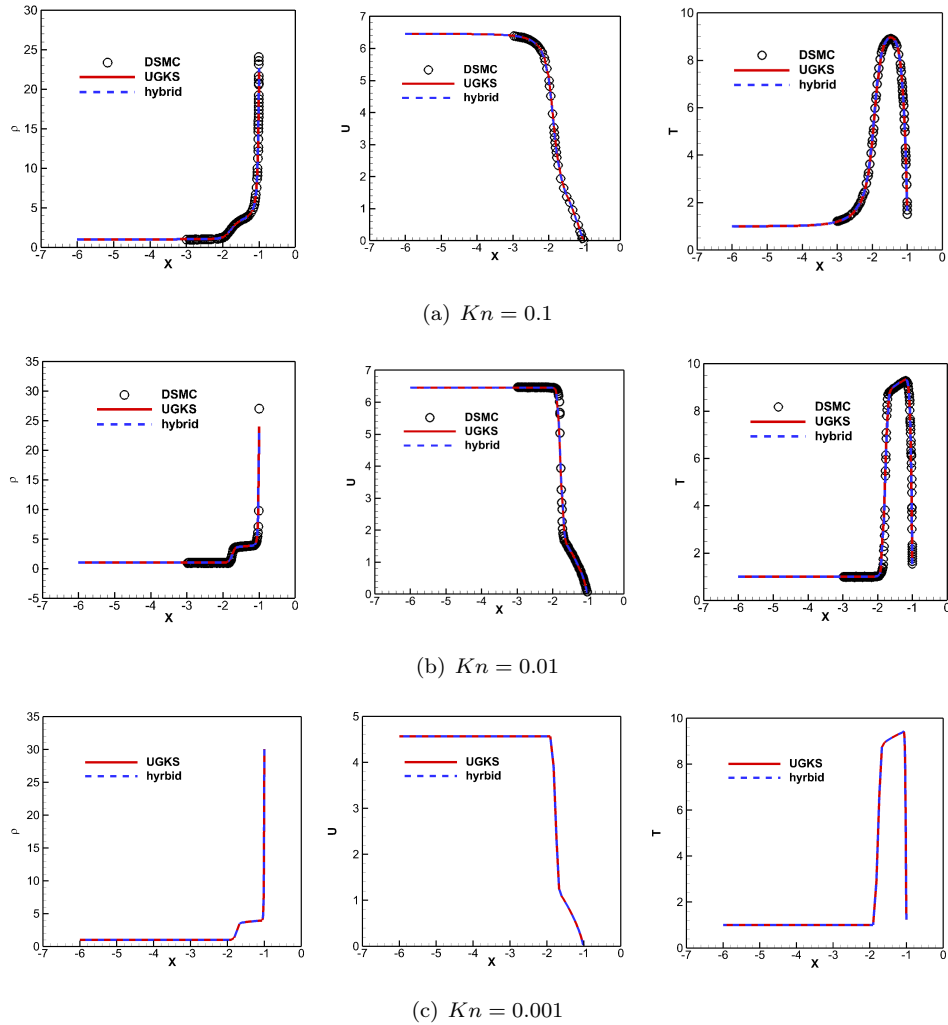 30
25
20
15
10
5
0
ρ
DSMC
UGKS
hybrid
-7 -6 -5 -4 -3 -2 -1 0
X
7
6
5
4
3
2
1
0
U
DSMC
UGKS
hybrid
-7 -6 -5 -4 -3 -2 -1 0
X
10
8
6
4
2
0
T
DSMC
UGKS
hybrid
-7 -6 -5 -4 -3 -2 -1 0
X
(a) Kn = 0.1
35
30
25
20
15
10
5
0
-5
ρ
DSMC
UGKS
hybrid
-7 -6 -5 -4 -3 -2 -1 0
X
7
6
5
4
3
2
1
0
U
DSMC
UGKS
hybrid
-7 -6 -5 -4 -3 -2 -1 0
X
10
8
6
4
2
0
T
DSMC
UGKS
hybrid
-7 -6 -5 -4 -3 -2 -1 0
X
(b) Kn = 0.01
35
30
25
20
15
10
5
0
ρ
UGKS
hyrbid
-7 -6 -5 -4 -3 -2 -1 0
X
5
4
3
2
1
0
U
UGKS
hybrid
-7 -6 -5 -4 -3 -2 -1 0
X
10
8
6
4
2
0
T
UGKS
hybrid
-7 -6 -5 -4 -3 -2 -1 0
X
(c) Kn = 0.001